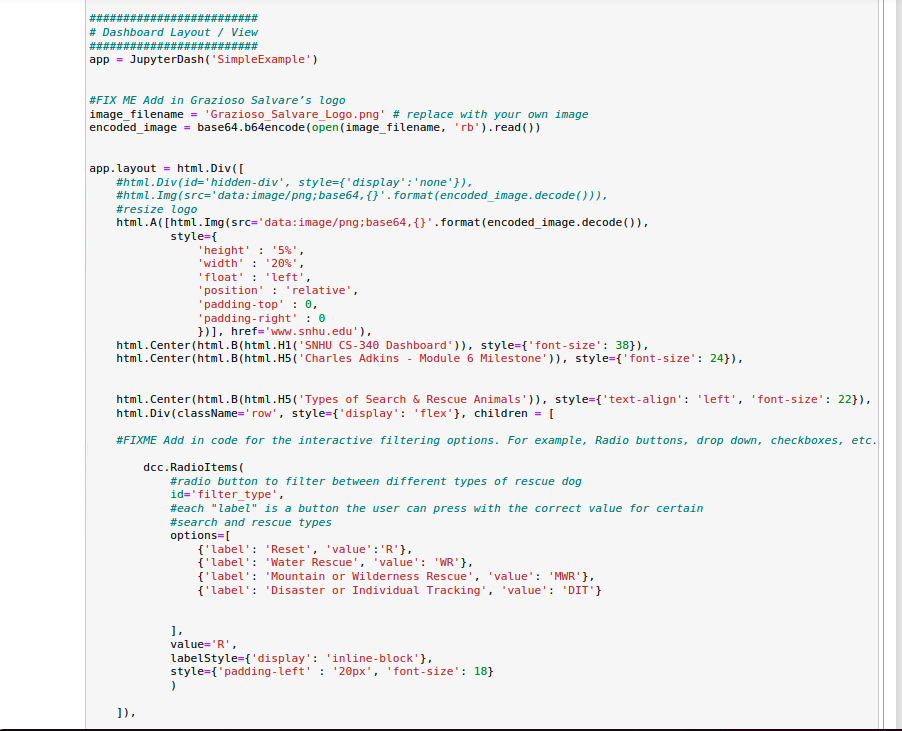 #########################
# Dashboard Layout / View
#########################
app = JupyterDash('SimpleExample')
#FIX ME Add in Grazioso Salvare’s logo
image_filename = 'Grazioso_Salvare_Logo.png' # replace with your own image
encoded_image = base64.b64encode(open(image_filename, 'rb').read())
app.layout = html.Div([
    #html.Div(id='hidden-div', style={'display':'none'}),
    #html.Img(src='data:image/png;base64,{}'.format(encoded_image.decode())),
    #resize logo
    html.A([html.Img(src='data:image/png;base64,{}'.format(encoded_image.decode()),
            style={
                'height' : '5%',
                'width' : '20%',
                'float' : 'left',
                'position' : 'relative',
                'padding-top' : 0,
                'padding-right' : 0
                })], href='www.snhu.edu'),
    html.Center(html.B(html.H1('SNHU CS-340 Dashboard')), style={'font-size': 38}),
    html.Center(html.B(html.H5('Charles Adkins - Module 6 Milestone')), style={'font-size': 24}),
    html.Center(html.B(html.H5('Types of Search & Rescue Animals')), style={'text-align': 'left', 'font-size': 22}),
    html.Div(className='row', style={'display': 'flex'}, children = [
    #FIXME Add in code for the interactive filtering options. For example, Radio buttons, drop down, checkboxes, etc.
        dcc.RadioItems(
            #radio button to filter between different types of rescue dog
            id='filter_type',
            #each "label" is a button the user can press with the correct value for certain
            #search and rescue types
            options=[
                {'label': 'Reset', 'value':'R'},
                {'label': 'Water Rescue', 'value': 'WR'},
                {'label': 'Mountain or Wilderness Rescue', 'value': 'MWR'},
                {'label': 'Disaster or Individual Tracking', 'value': 'DIT'}
            ],
            value='R',
            labelStyle={'display': 'inline-block'},
            style={'padding-left' : '20px', 'font-size': 18}
            )
    ]),